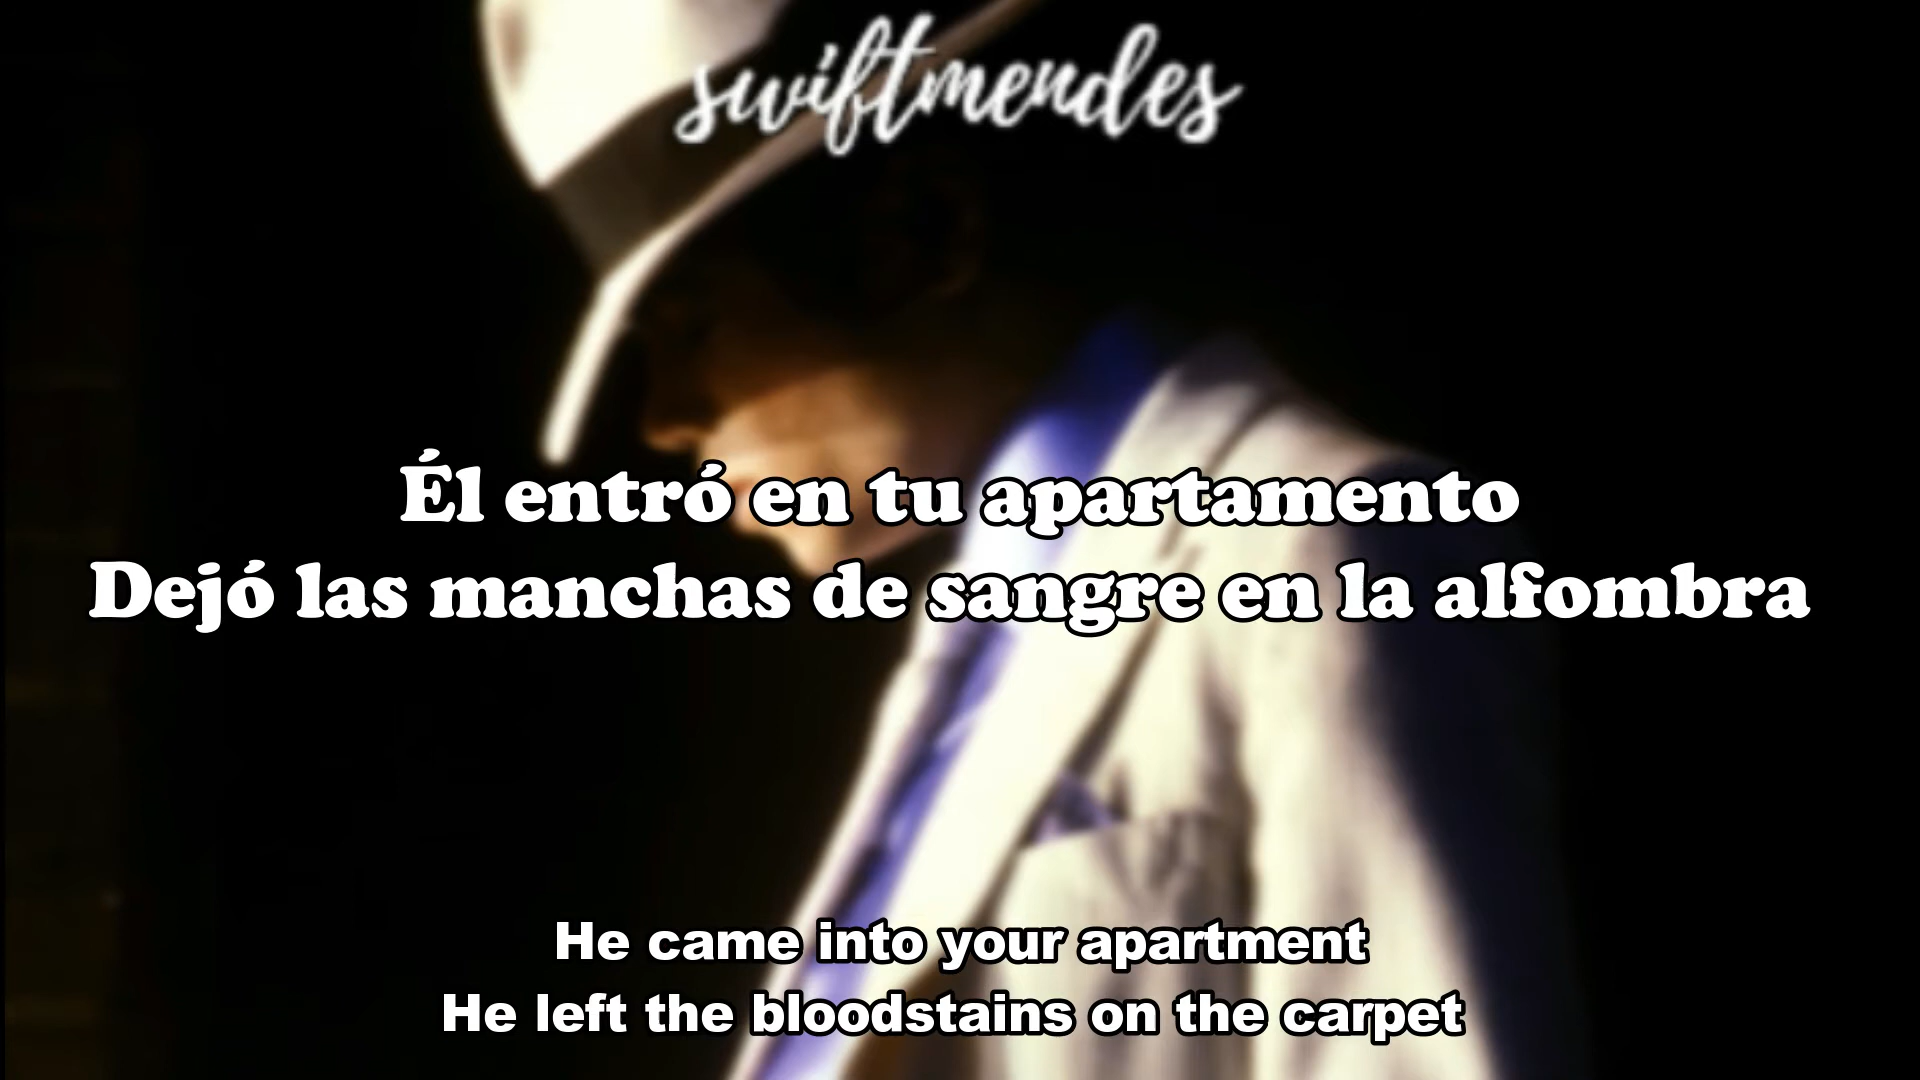 swiftmendes
Él entró en tu apartamento
Dejó las manchas de sangre en la alfombra
He came into your apartment
He left the bloodstains on the carpet